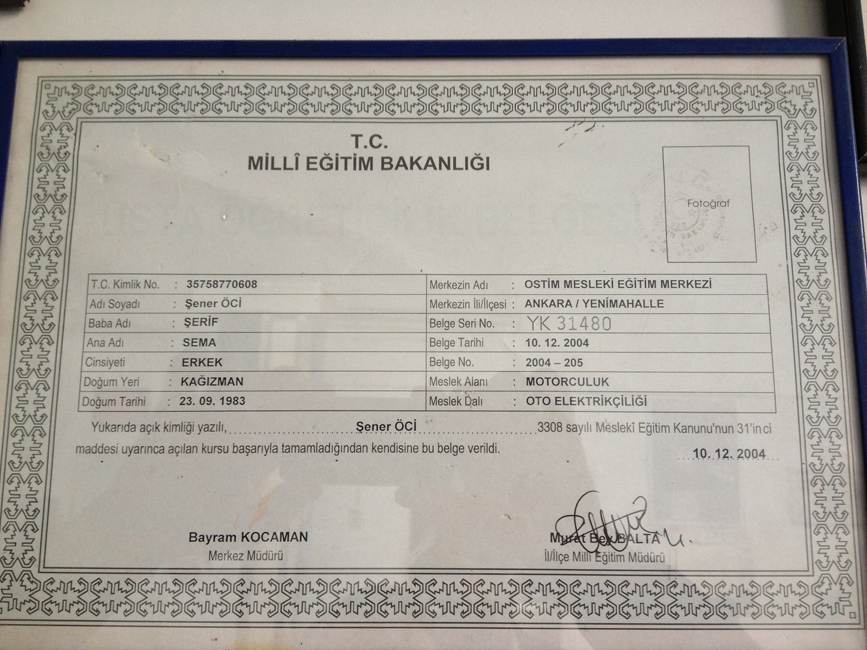 T.C.
MİLLÎ EĞİTİM BAKANLIĞI
Fotoğraf
T.C. Kimlik No. : 35758770608
Adı Soyadı : Şener ÖCİ
Baba Adı : ŞERİF
Ana Adı : SEMA
Cinsiyeti : ERKEK
Doğum Yeri : KAĞIZMAN
Doğum Tarihi : 23. 09. 1983
Merkezin Adı : OSTİM MESLEKİ EĞİTİM MERKEZİ
Merkezin İli/İlçesi : ANKARA / YENİMAHALLE
Belge Seri No. : YK 31480
Belge Tarihi : 10. 12. 2004
Belge No. : 2004 – 205
Meslek Alanı : MOTORCULUK
Meslek Dalı : OTO ELEKTRİKÇİLİĞİ
Yukarıda açık kimliği yazılı, Şener ÖCİ 3308 sayılı Meslekî Eğitim Kanunu'nun 31'inci
maddesi uyarınca açılan kursu başarıyla tamamladığından kendisine bu belge verildi.
10. 12. 2004
Bayram KOCAMAN
Merkez Müdürü
Murat Bey BALTA
İl/İlçe Millî Eğitim Müdürü